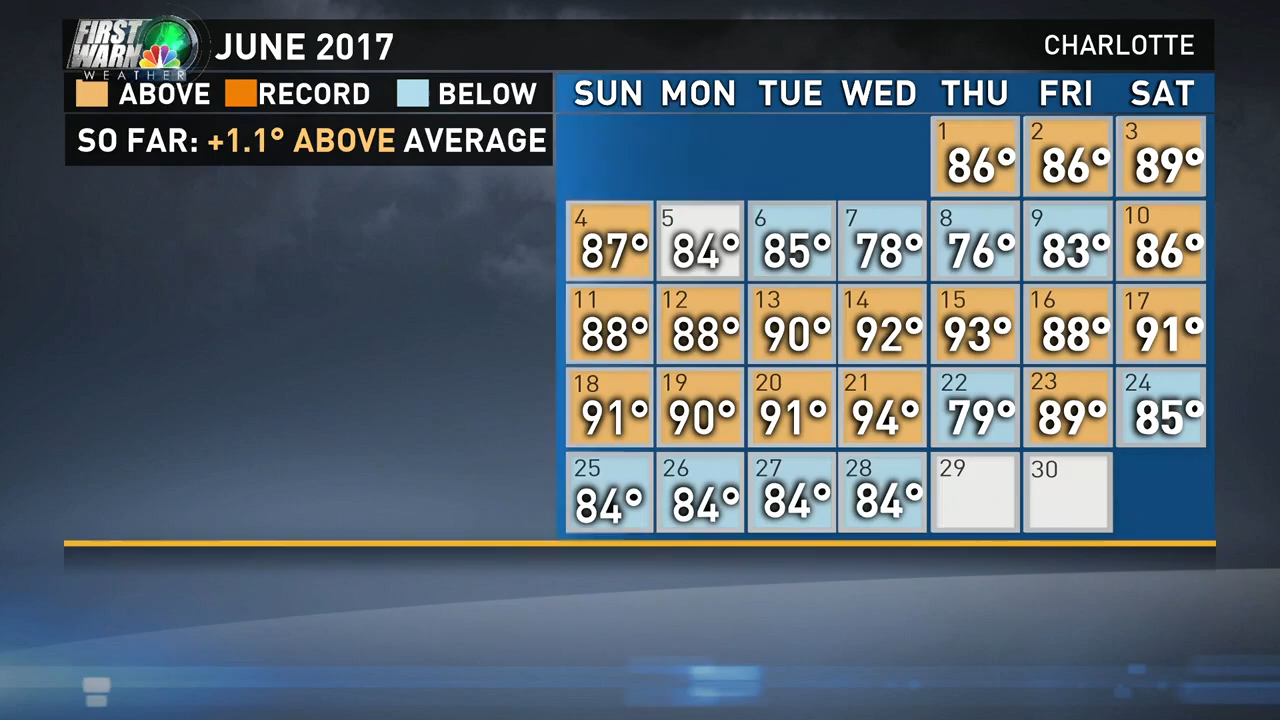 FIRST
WARN
WEATHER
JUNE 2017
CHARLOTTE
ABOVE RECORD BELOW
SO FAR: +1.1° ABOVE AVERAGE
SUN MON TUE WED THU FRI SAT
1 2 3
86° 86° 89°
4 5 6 7 8 9 10
87° 84° 85° 78° 76° 83° 86°
11 12 13 14 15 16 17
88° 88° 90° 92° 93° 88° 91°
18 19 20 21 22 23 24
91° 90° 91° 94° 79° 89° 85°
25 26 27 28 29 30
84° 84° 84° 84°